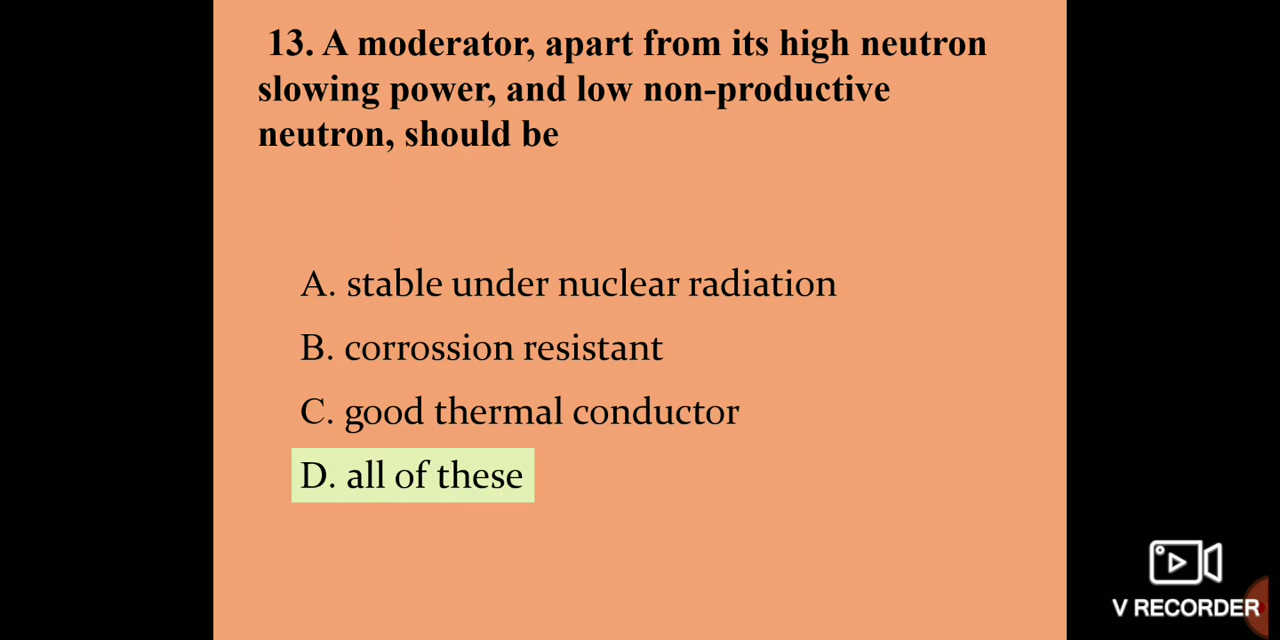 13. A moderator, apart from its high neutron
slowing power, and low non-productive
neutron, should be
A. stable under nuclear radiation
B. corrossion resistant
C. good thermal conductor
D. all of these
V RECORDER